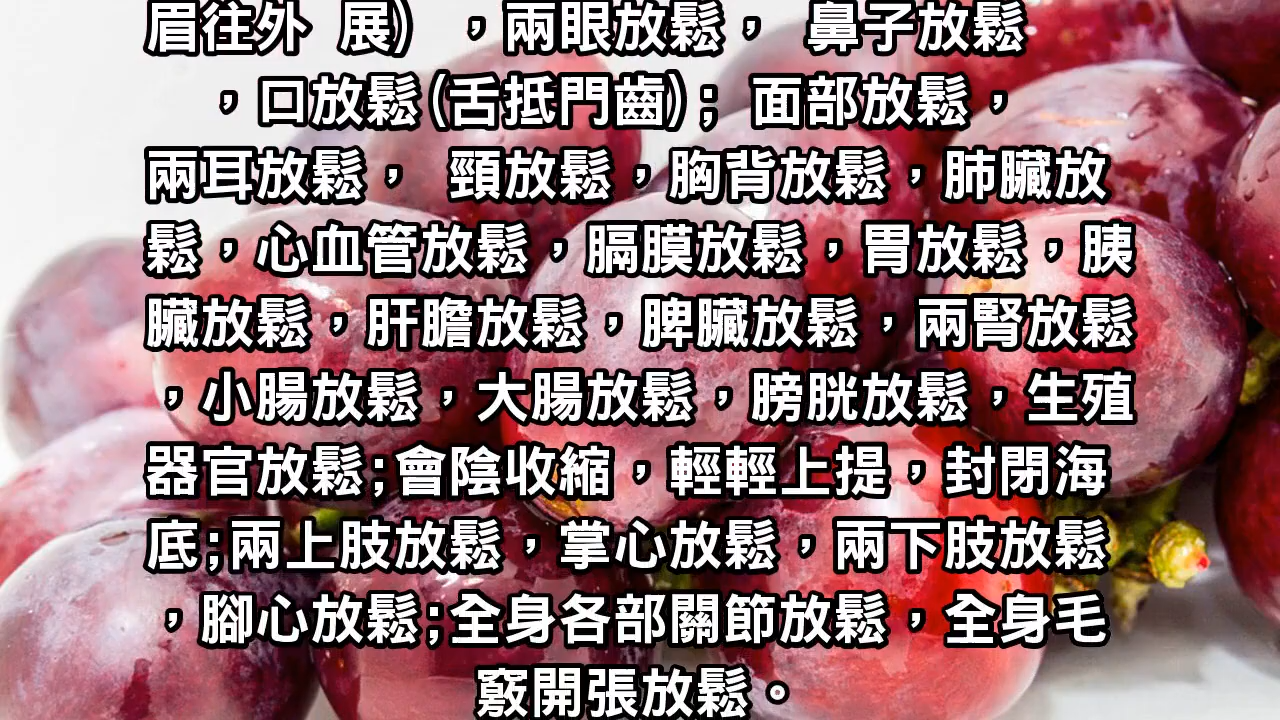 眉往外 展) ，兩眼放鬆， 鼻子放鬆
，口放鬆(舌抵門齒); 面部放鬆，
兩耳放鬆， 頸放鬆，胸背放鬆，肺臟放
鬆，心血管放鬆，膈膜放鬆，胃放鬆，胰
臟放鬆，肝膽放鬆，脾臟放鬆，兩腎放鬆
，小腸放鬆，大腸放鬆，膀胱放鬆，生殖
器官放鬆;會陰收縮，輕輕上提，封閉海
底;兩上肢放鬆，掌心放鬆，兩下肢放鬆
，腳心放鬆;全身各部關節放鬆，全身毛
竅開張放鬆。